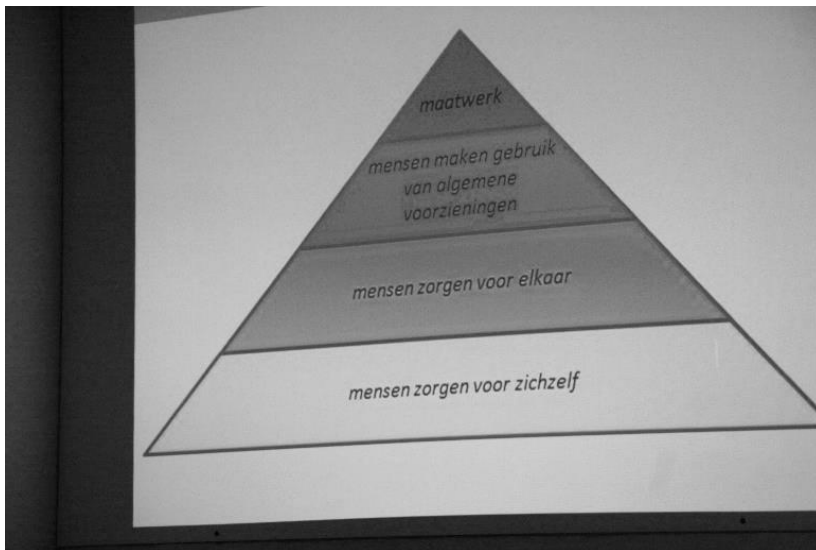 maatwerk
mensen maken gebruik
van algemene
voorzieningen
mensen zorgen voor elkaar
mensen zorgen voor zichzelf